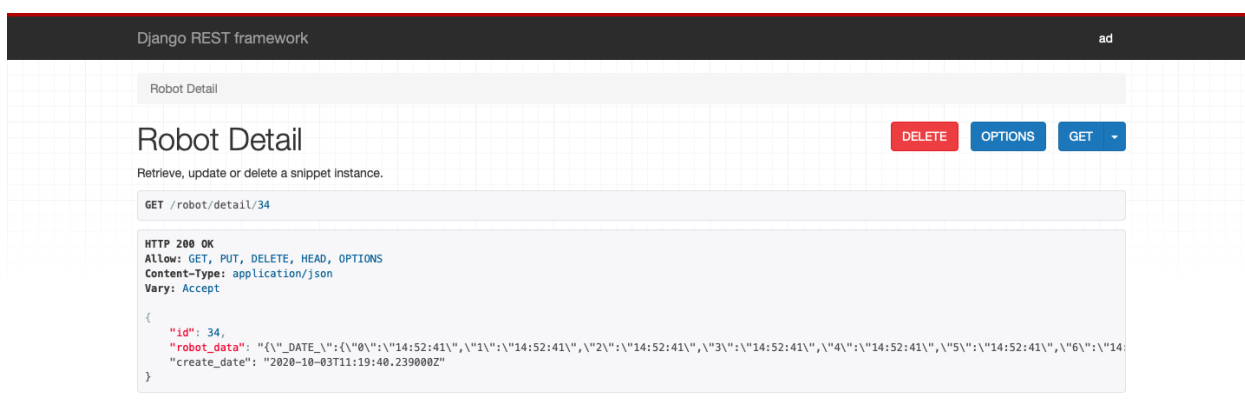 Django REST framework
ad
Robot Detail
Robot Detail
DELETE
OPTIONS
GET
Retrieve, update or delete a snippet instance.
GET /robot/detail/34
HTTP 200 OK
Allow: GET, PUT, DELETE, HEAD, OPTIONS
Content-Type: application/json
Vary: Accept
{
"id": 34,
"robot_data": "{\"_DATE_\":{\"0\":\"14:52:41\",\"1\":\"14:52:41\",\"2\":\"14:52:41\",\"3\":\"14:52:41\",\"4\":\"14:52:41\",\"5\":\"14:52:41\",\"6\":\"14:
"create_date": "2020-10-03T11:19:40.239000Z"
}